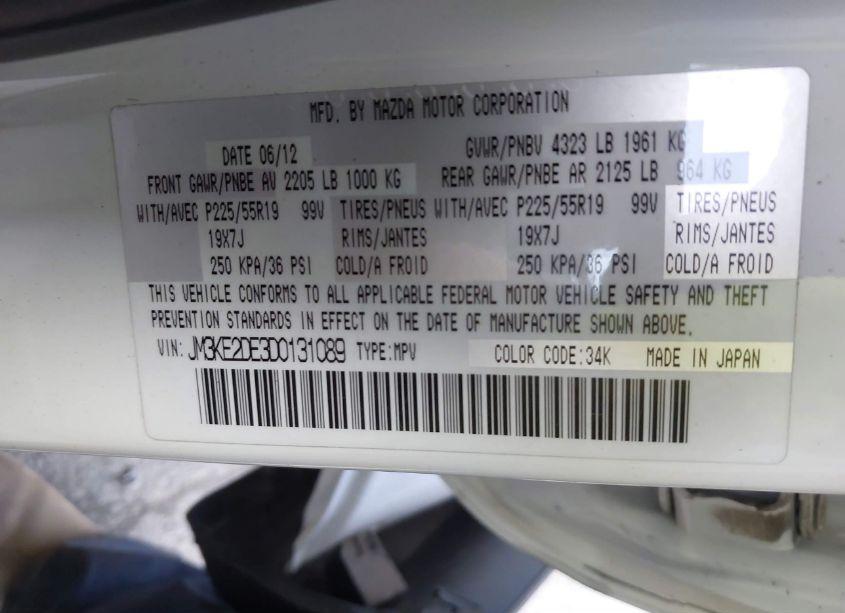 MFD. BY MAZDA MOTOR CORPORATION
DATE 06/12 GVWR/PNBV 4323 LB 1961 KG
FRONT GAWR/PNBE AV 2205 LB 1000 KG REAR GAWR/PNBE AR 2125 LB 964 KG
WITH/AVEC P225/55R19 99V TIRES/PNEUS WITH/AVEC P225/55R19 99V TIRES/PNEUS
19X7J RIMS/JANTES 19X7J RIMS/JANTES
250 KPA/36 PSI COLD/A FROID 250 KPA/36 PSI COLD/A FROID
THIS VEHICLE CONFORMS TO ALL APPLICABLE FEDERAL MOTOR VEHICLE SAFETY AND THEFT
PREVENTION STANDARDS IN EFFECT ON THE DATE OF MANUFACTURE SHOWN ABOVE.
VIN: JM3KE2DE3D0131089 TYPE:MPV COLOR CODE:34K MADE IN JAPAN